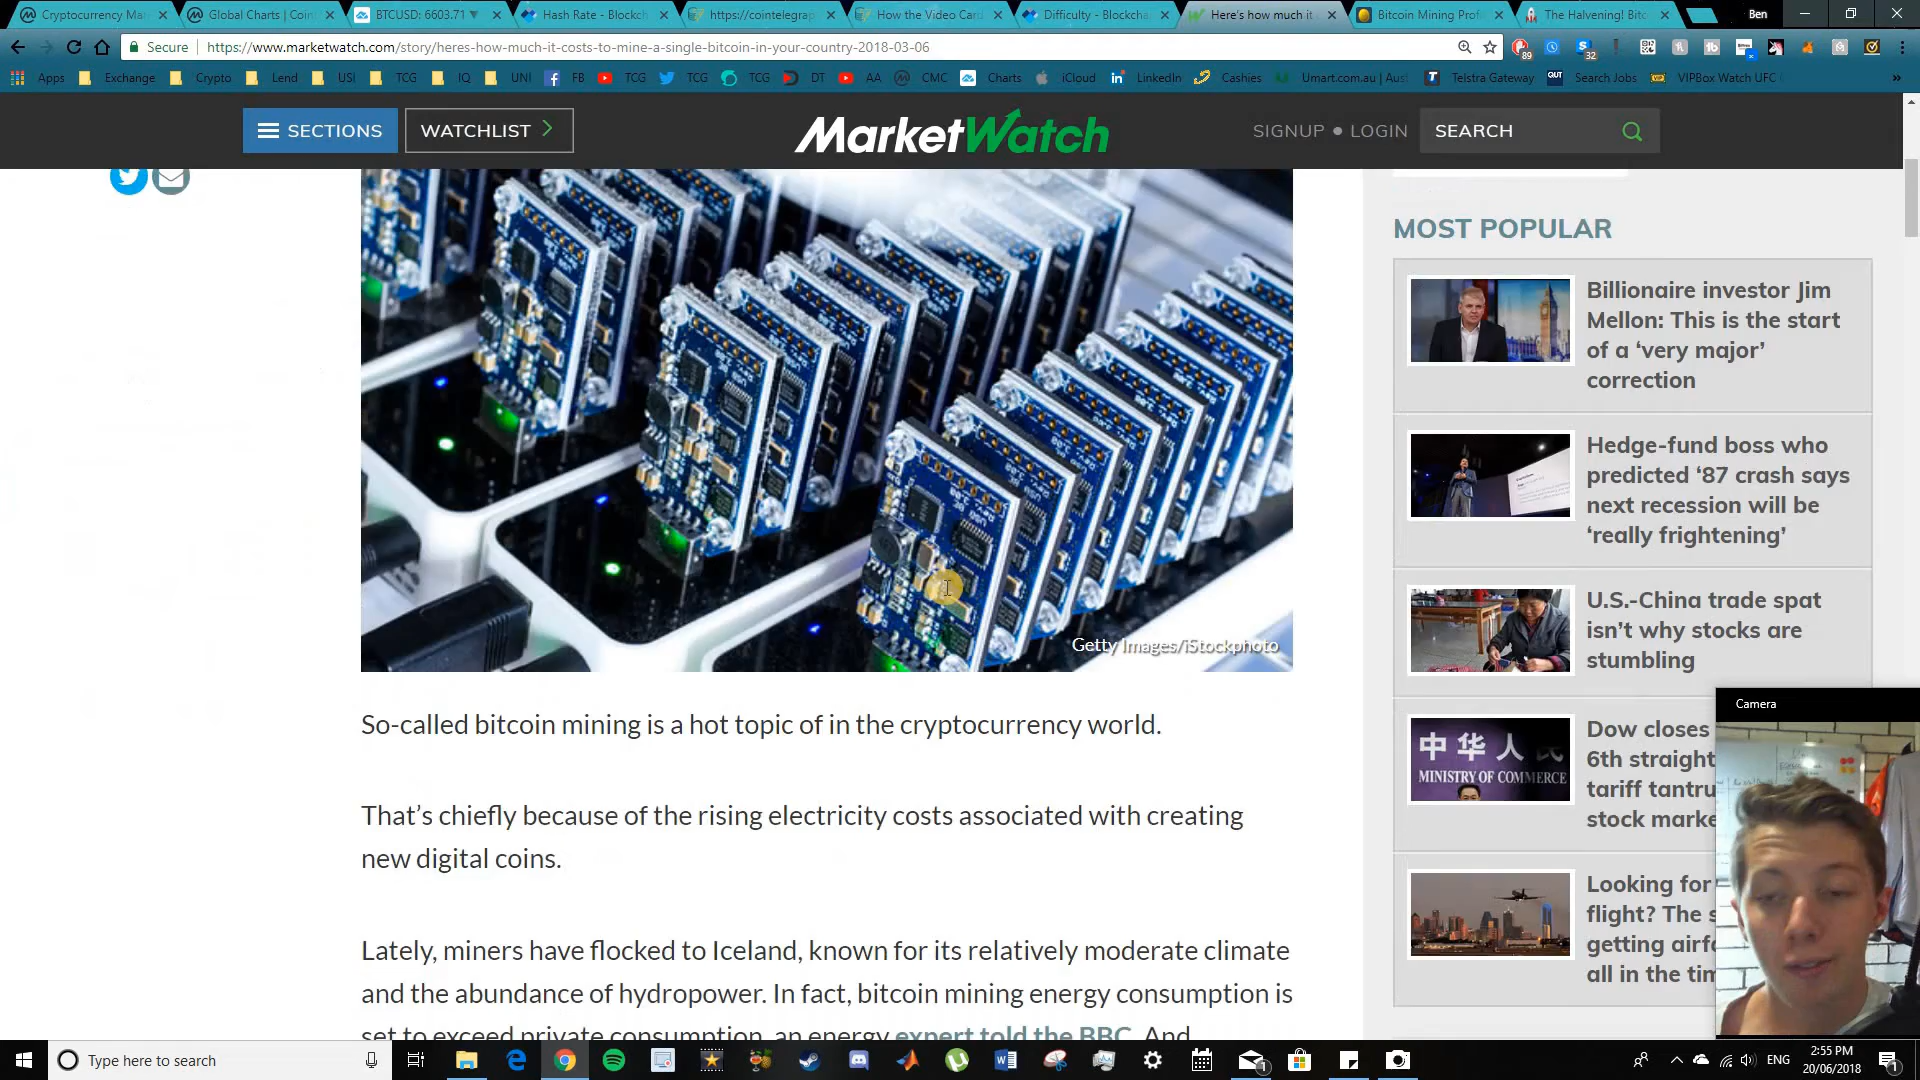 Cryptocurrency Ma
Global Charts | Coin
BTCUSD: 6603.71
Hash Rate - Blockch
https://cointelegrap
How the Video Card
Difficulty - Blockcha
Here's how much it
Bitcoin Mining Profi
The Halvening! Bitc
Ben
Secure
https://www.marketwatch.com/story/heres-how-much-it-costs-to-mine-a-single-bitcoin-in-your-country-2018-03-06
89
32
Apps
Exchange
Crypto
Lend
USI
TCG
IQ
UNI
FB
TCG
TCG
TCG
DT
AA
CMC
Charts
iCloud
LinkedIn
Cashies
Umart.com.au | Aus
Telstra Gateway
QUT
Search Jobs
VIPBox Watch UFC
SECTIONS
WATCHLIST
MarketWatch
SIGNUP • LOGIN
SEARCH
Getty Images/iStockphoto
So-called bitcoin mining is a hot topic of in the cryptocurrency world.
That’s chiefly because of the rising electricity costs associated with creating
new digital coins.
Lately, miners have flocked to Iceland, known for its relatively moderate climate
and the abundance of hydropower. In fact, bitcoin mining energy consumption is
set to exceed private consumption, an energy expert told the BBC. And
MOST POPULAR
Billionaire investor Jim
Mellon: This is the start
of a ‘very major’
correction
Hedge-fund boss who
predicted ‘87 crash says
next recession will be
‘really frightening’
U.S.-China trade spat
isn’t why stocks are
stumbling
中华人民
MINISTRY OF COMMERCE
Dow closes
6th straight
tariff tantru
stock marke
Looking for
flight? The s
getting airfa
all in the tim
Camera
Type here to search
ENG
2:55 PM
20/06/2018